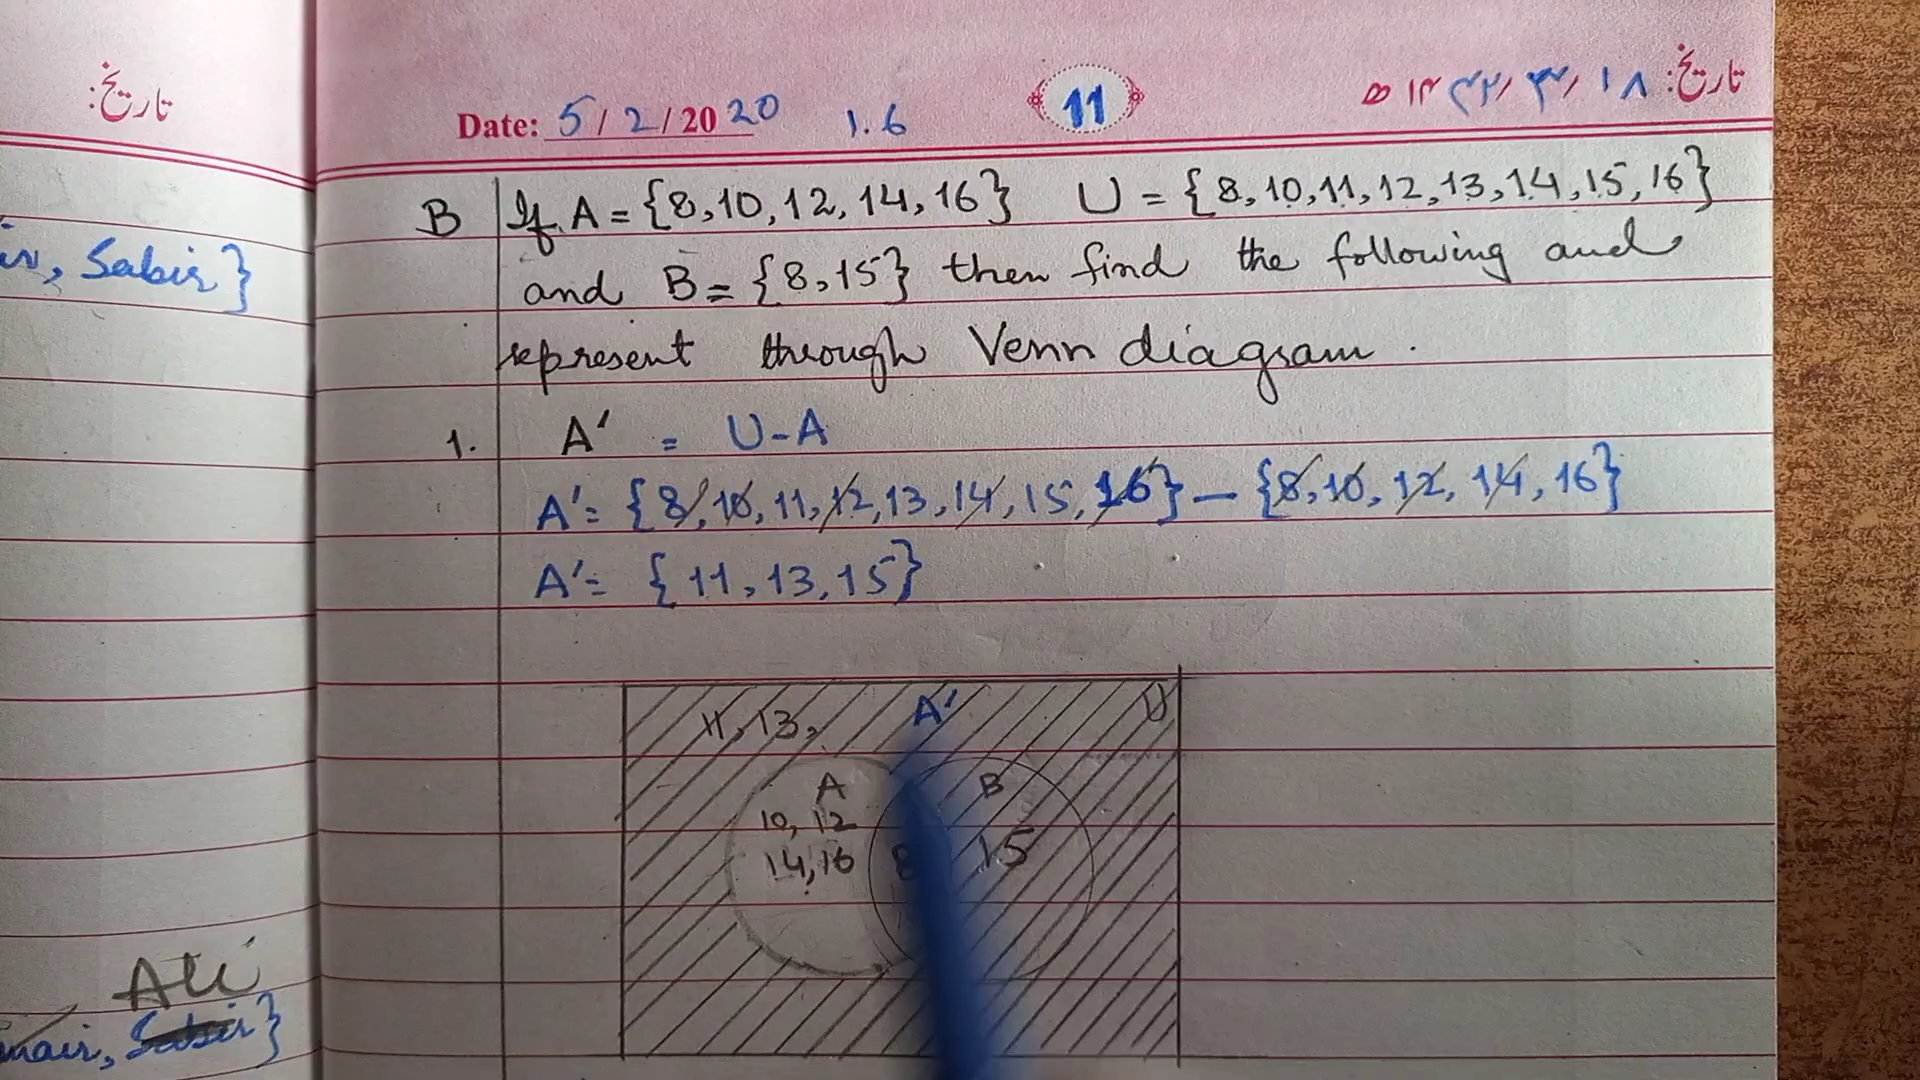 تاریخ:
Date: 5/2/2020 1.6 11 تاریخ: ۱۸/۳/۱۴۴۲ھ
B If A = {8,10,12,14,16} U = {8,10,11,12,13,14,15,16}
and B = {8,15} then find the following and
represent through Venn diagram.
1. A' = U-A
A' = {8,10,11,12,13,14,15,16} - {8,10,12,14,16}
A' = {11,13,15}
A' U
11,13,
A B
10,12
14,16 8 15
Sabir}
Ali
Sabir}